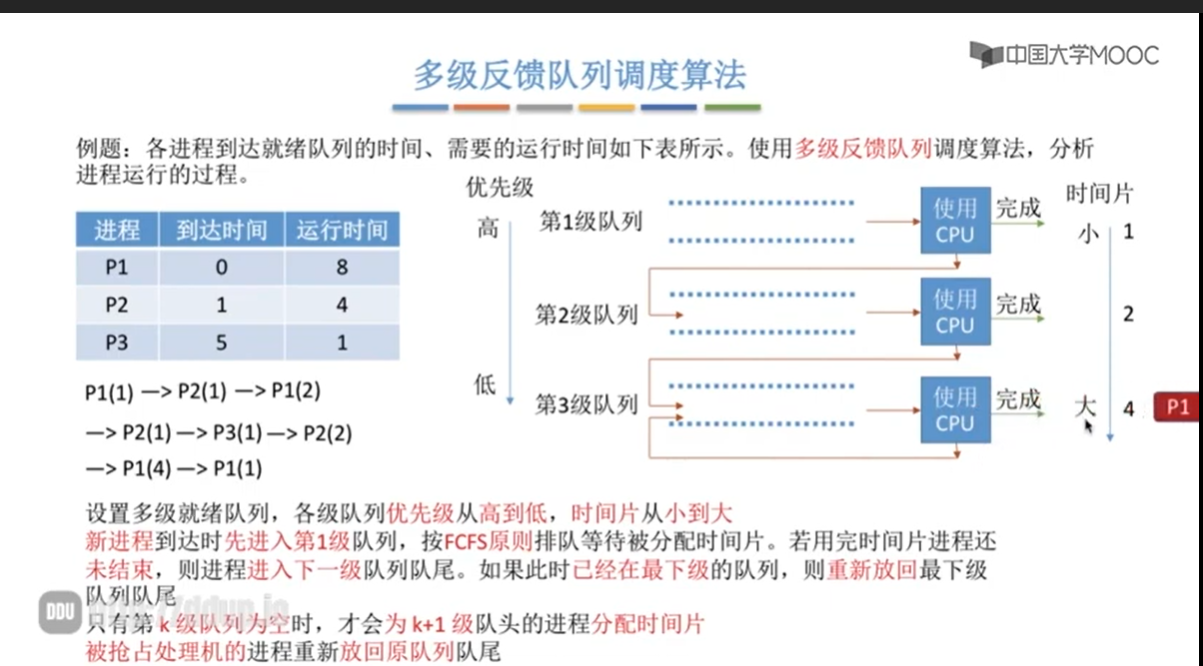 中国大学MOOC
多级反馈队列调度算法
例题：各进程到达就绪队列的时间、需要的运行时间如下表所示。使用多级反馈队列调度算法，分析
进程运行的过程。
进程 到达时间 运行时间
P1 0 8
P2 1 4
P3 5 1
P1(1) —> P2(1) —> P1(2)
—> P2(1) —> P3(1) —> P2(2)
—> P1(4) —> P1(1)
优先级
高
低
第1级队列
使用
CPU
完成
第2级队列
使用
CPU
完成
第3级队列
使用
CPU
完成
时间片
小 1
2
大 4
P1
设置多级就绪队列，各级队列优先级从高到低，时间片从小到大
新进程到达时先进入第1级队列，按FCFS原则排队等待被分配时间片。若用完时间片进程还
未结束，则进程进入下一级队列队尾。如果此时已经在最下级的队列，则重新放回最下级
队列队尾
只有第 k 级队列为空时，才会为 k+1 级队头的进程分配时间片
被抢占处理机的进程重新放回原队列队尾
DDU